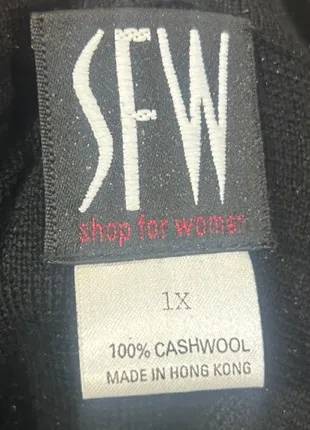 SFW
shop for women
1X
100% CASHWOOL
MADE IN HONG KONG